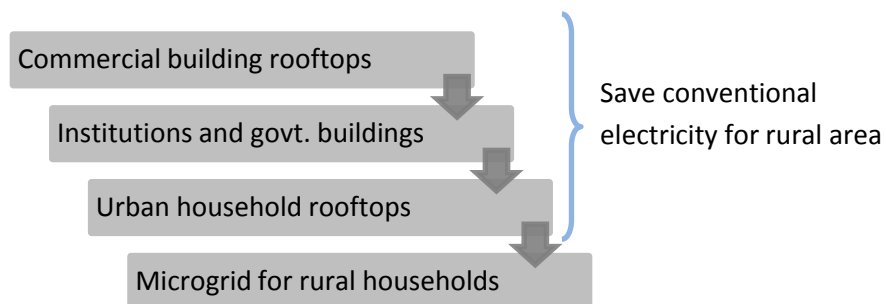 Commercial building rooftops
Institutions and govt. buildings
Urban household rooftops
Microgrid for rural households
Save conventional
electricity for rural area